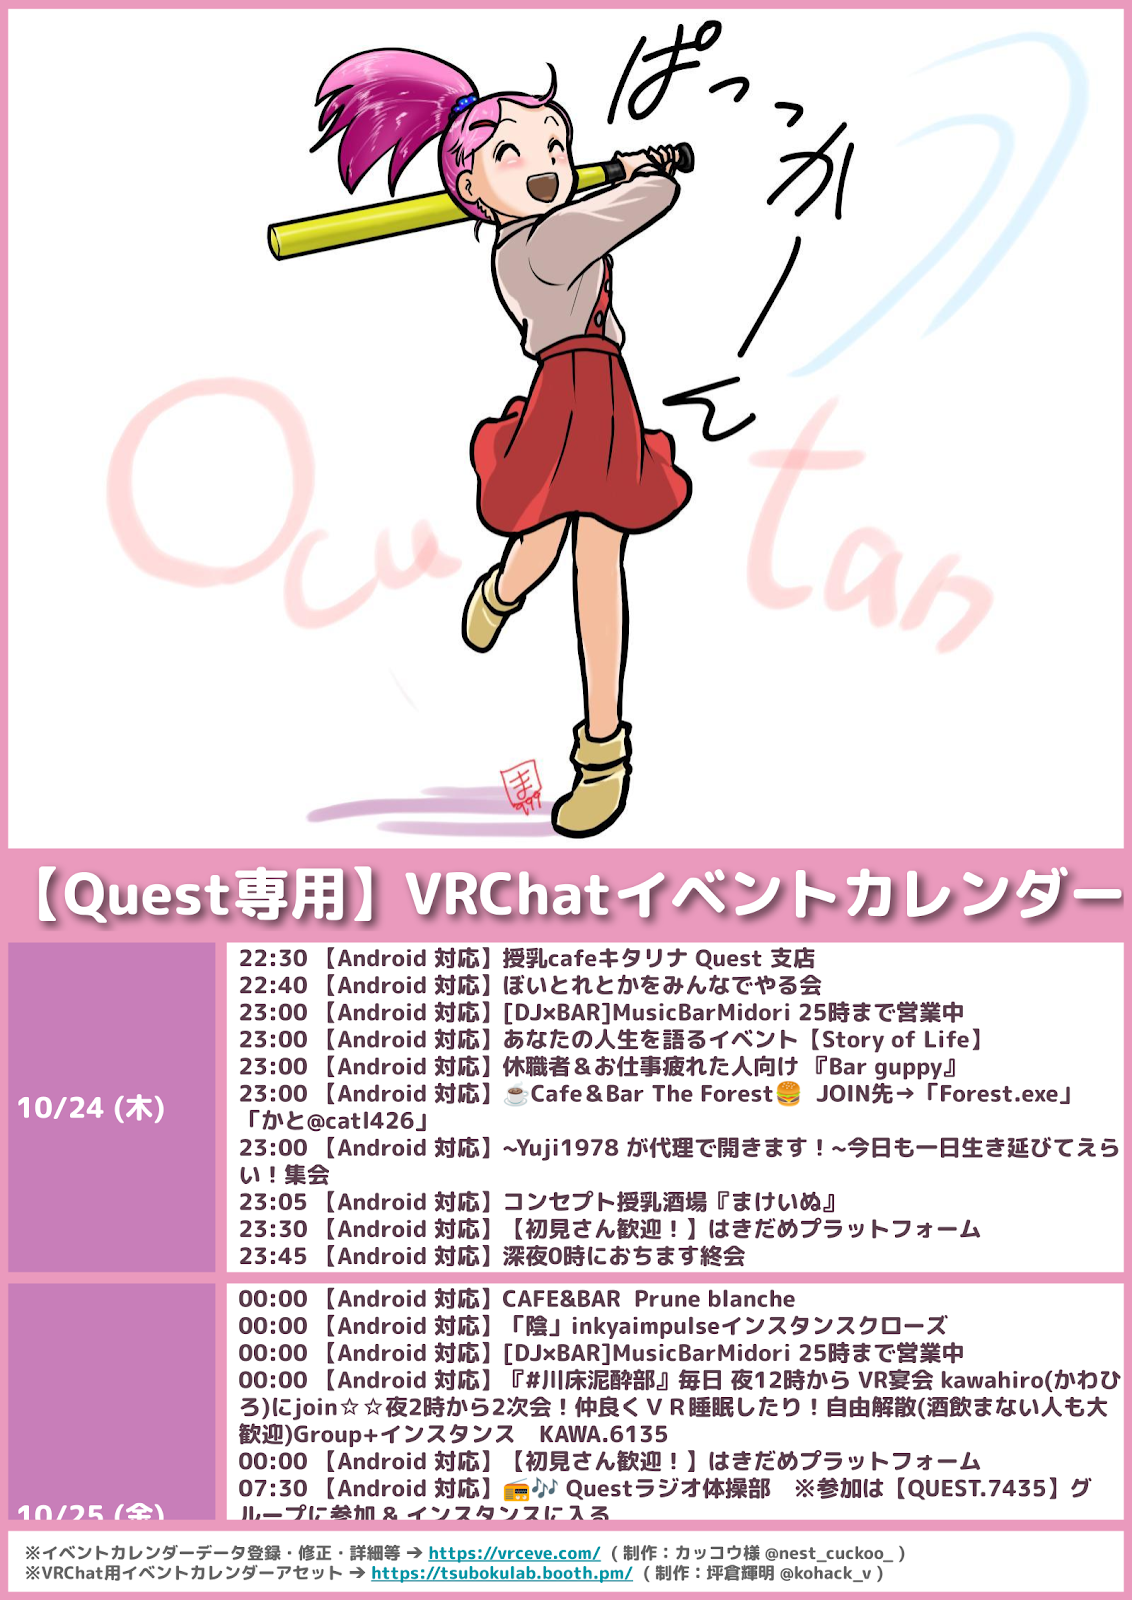 ぱっっかーん
Ocu tan
ま
999
【Quest専用】VRChatイベントカレンダー
10/24 (木)
22:30 【Android 対応】授乳cafeキタリナ Quest 支店
22:40 【Android 対応】ぼいとれとかをみんなでやる会
23:00 【Android 対応】[DJ×BAR]MusicBarMidori 25時まで営業中
23:00 【Android 対応】あなたの人生を語るイベント【Story of Life】
23:00 【Android 対応】休職者＆お仕事疲れた人向け 『Bar guppy』
23:00 【Android 対応】☕Cafe＆Bar The Forest🍔 JOIN先→「Forest.exe」
「かと@catl426」
23:00 【Android 対応】~Yuji1978 が代理で開きます！~今日も一日生き延びてえら
い！集会
23:05 【Android 対応】コンセプト授乳酒場『まけいぬ』
23:30 【Android 対応】【初見さん歓迎！】はきだめプラットフォーム
23:45 【Android 対応】深夜0時におちます終会
10/25 (金)
00:00 【Android 対応】CAFE&BAR Prune blanche
00:00 【Android 対応】「陰」inkyaimpulseインスタンスクローズ
00:00 【Android 対応】[DJ×BAR]MusicBarMidori 25時まで営業中
00:00 【Android 対応】『#川床泥酔部』毎日 夜12時から VR宴会 kawahiro(かわひ
ろ)にjoin☆☆夜2時から2次会！仲良くＶＲ睡眠したり！自由解散(酒飲まない人も大
歓迎)Group+インスタンス　KAWA.6135
00:00 【Android 対応】【初見さん歓迎！】はきだめプラットフォーム
07:30 【Android 対応】📻🎶 Questラジオ体操部　※参加は【QUEST.7435】グ
ループに参加 & インスタンスに入る
※イベントカレンダーデータ登録・修正・詳細等 ➔ https://vrceve.com/ ( 制作：カッコウ様 @nest_cuckoo_ )
※VRChat用イベントカレンダーアセット ➔ https://tsubokulab.booth.pm/ ( 制作：坪倉輝明 @kohack_v )